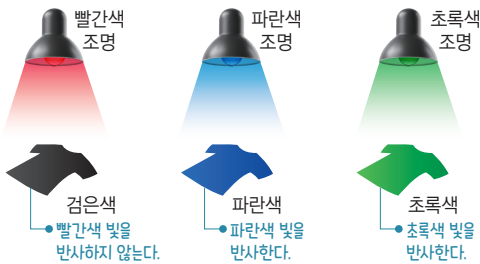 빨간색
조명
파란색
조명
초록색
조명
검은색
빨간색 빛을
반사하지 않는다.
파란색
파란색 빛을
반사한다.
초록색
초록색 빛을
반사한다.